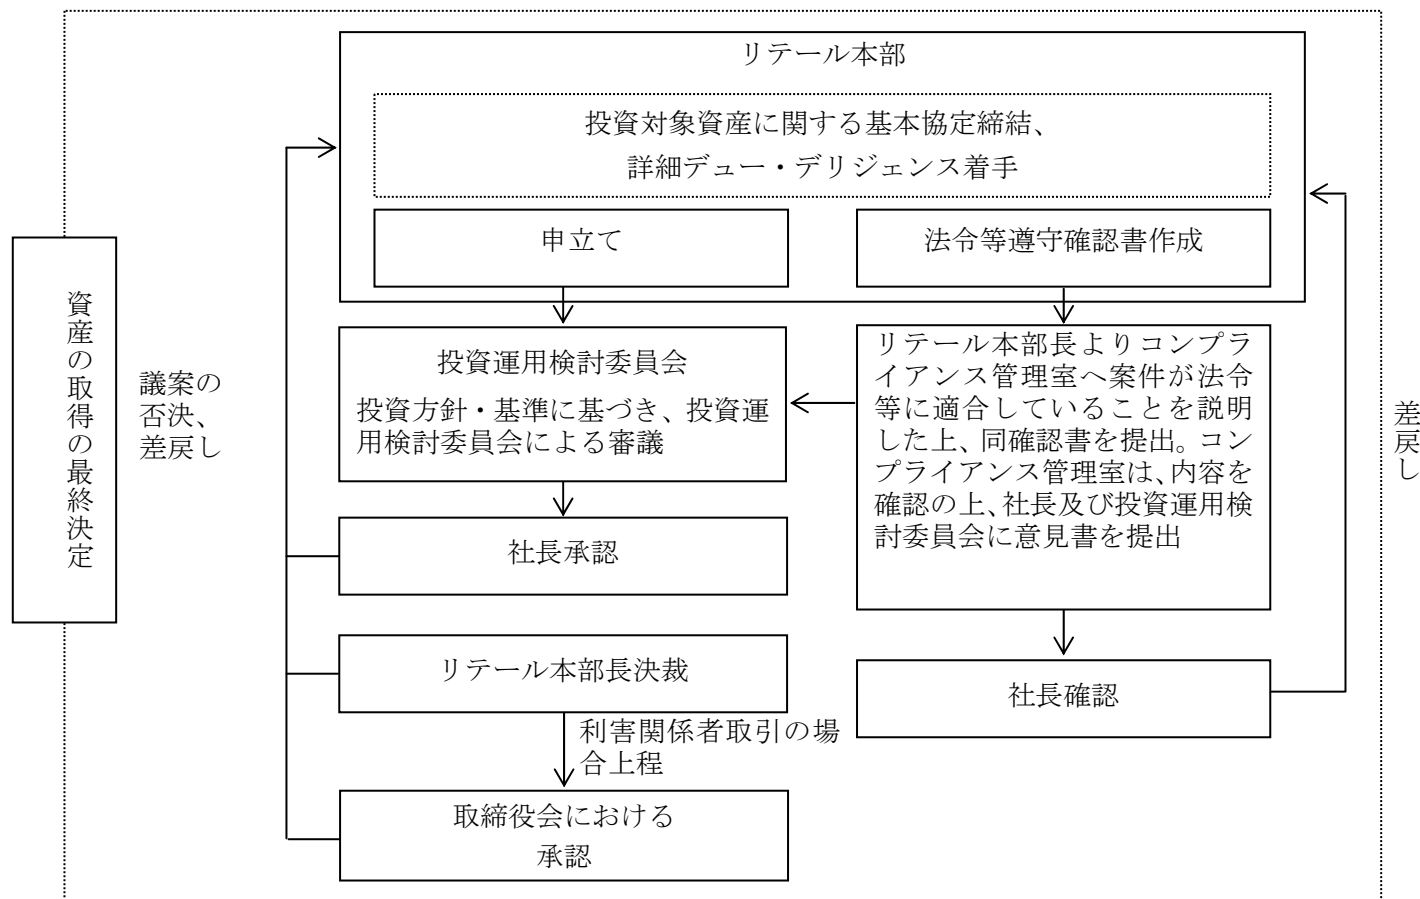 リテール本部
投資対象資産に関する基本協定締結、
詳細デュー・デリジェンス着手
申立て
法令等遵守確認書作成
資産の取得の最終決定
議案の
否決、
差戻し
投資運用検討委員会
投資方針・基準に基づき、投資運
用検討委員会による審議
リテール本部長よりコンプラ
イアンス管理室へ案件が法令
等に適合していることを説明
した上、同確認書を提出。コン
プライアンス管理室は、内容を
確認の上、社長及び投資運用検
討委員会に意見書を提出
差戻し
社長承認
リテール本部長決裁
社長確認
利害関係者取引の場
合上程
取締役会における
承認